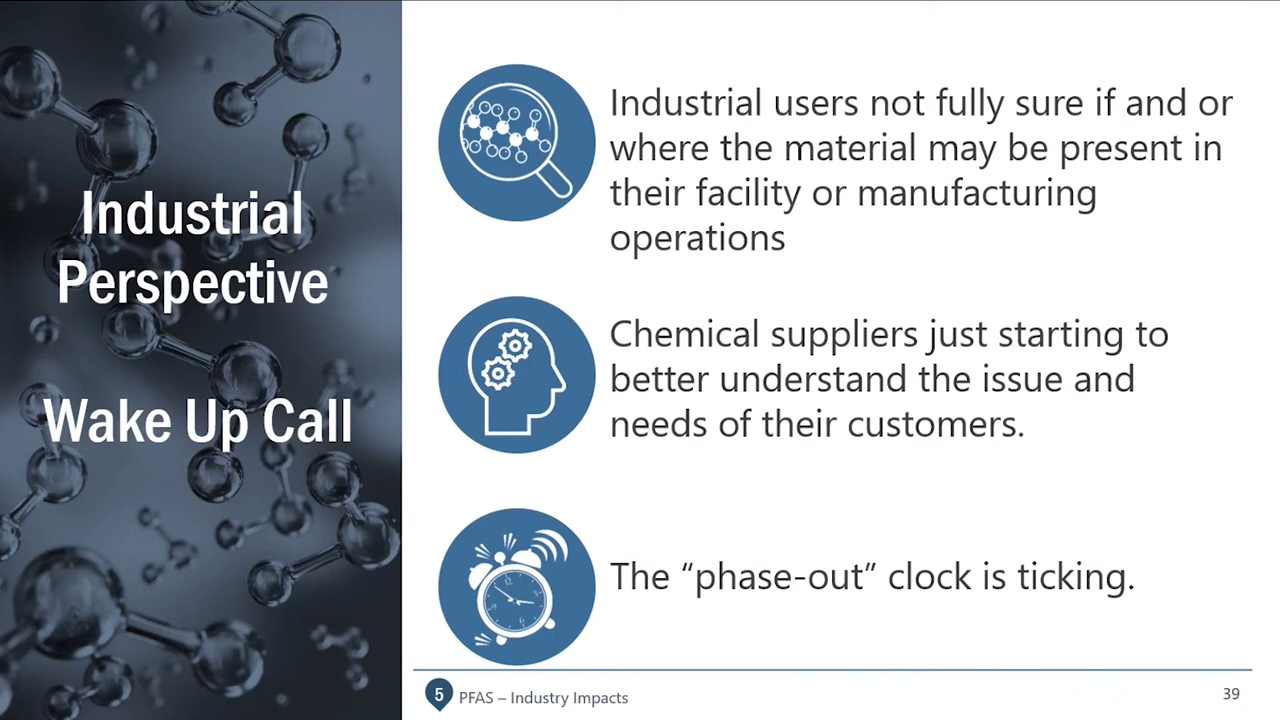 Industrial
Perspective
Wake Up Call
Industrial users not fully sure if and or
where the material may be present in
their facility or manufacturing
operations
Chemical suppliers just starting to
better understand the issue and
needs of their customers.
The “phase-out” clock is ticking.
5 PFAS – Industry Impacts
39